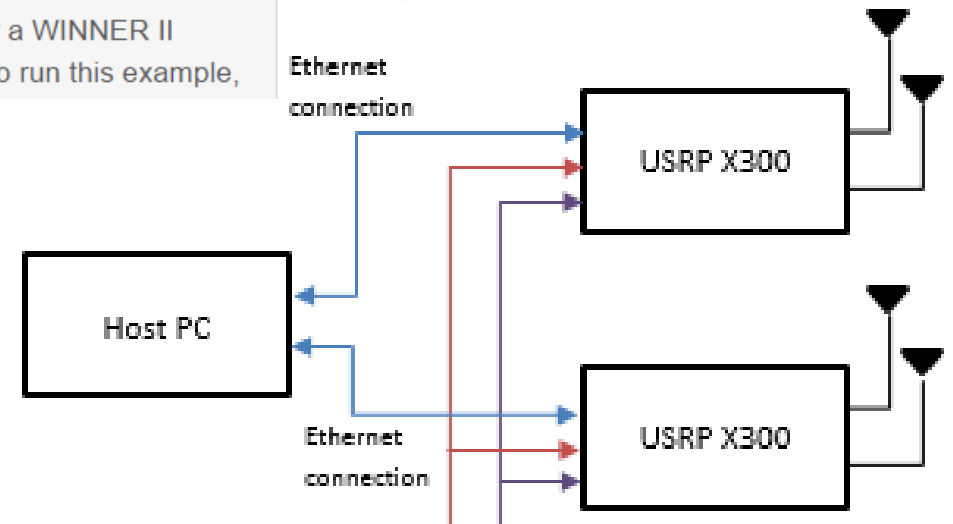 a WINNER II
o run this example,
Ethernet
connection
USRP X300
Host PC
Ethernet
connection
USRP X300